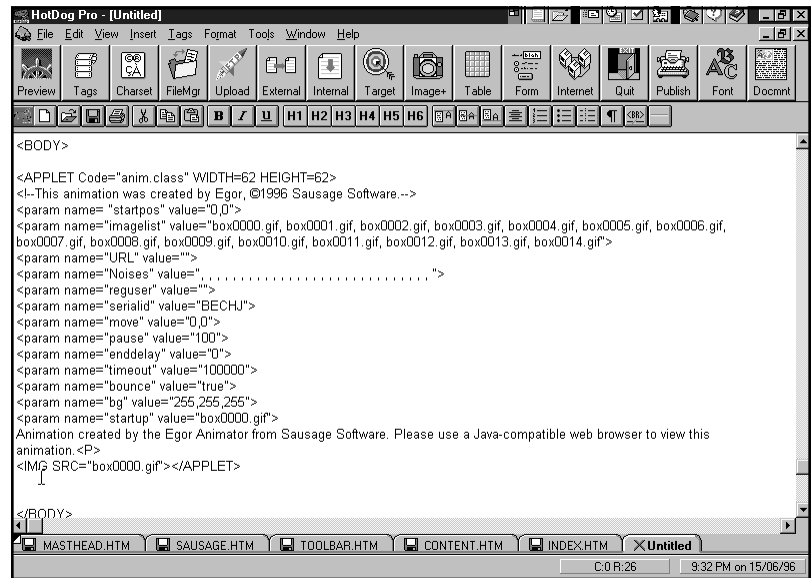 HotDog Pro - [Untitled]
File Edit View Insert Tags Format Tools Window Help
Preview Tags Charset FileMgr Upload External Internal Target Image+ Table Form Internet Quit Publish Font Docmnt
B I U H1 H2 H3 H4 H5 H6 ¶ <BR>
<BODY>
<APPLET Code="anim.class" WIDTH=62 HEIGHT=62>
<!--This animation was created by Egor, ©1996 Sausage Software.-->
<param name= "startpos" value="0,0">
<param name="imagelist" value="box0000.gif, box0001.gif, box0002.gif, box0003.gif, box0004.gif, box0005.gif, box0006.gif,
box0007.gif, box0008.gif, box0009.gif, box0010.gif, box0011.gif, box0012.gif, box0013.gif, box0014.gif">
<param name="URL" value="">
<param name="Noises" value=", , , , , , , , , , , , , , , , , , , , , , , , , , , , , ">
<param name="reguser" value="">
<param name="serialid" value="BECHJ">
<param name="move" value="0,0">
<param name="pause" value="100">
<param name="enddelay" value="0">
<param name="timeout" value="100000">
<param name="bounce" value="true">
<param name="bg" value="255,255,255">
<param name="startup" value="box0000.gif">
Animation created by the Egor Animator from Sausage Software. Please use a Java-compatible web browser to view this
animation.<P>
<IMG SRC="box0000.gif"></APPLET>
</BODY>
MASTHEAD.HTM SAUSAGE.HTM TOOLBAR.HTM CONTENT.HTM INDEX.HTM Untitled
C:0 R:26 9:32 PM on 15/06/96